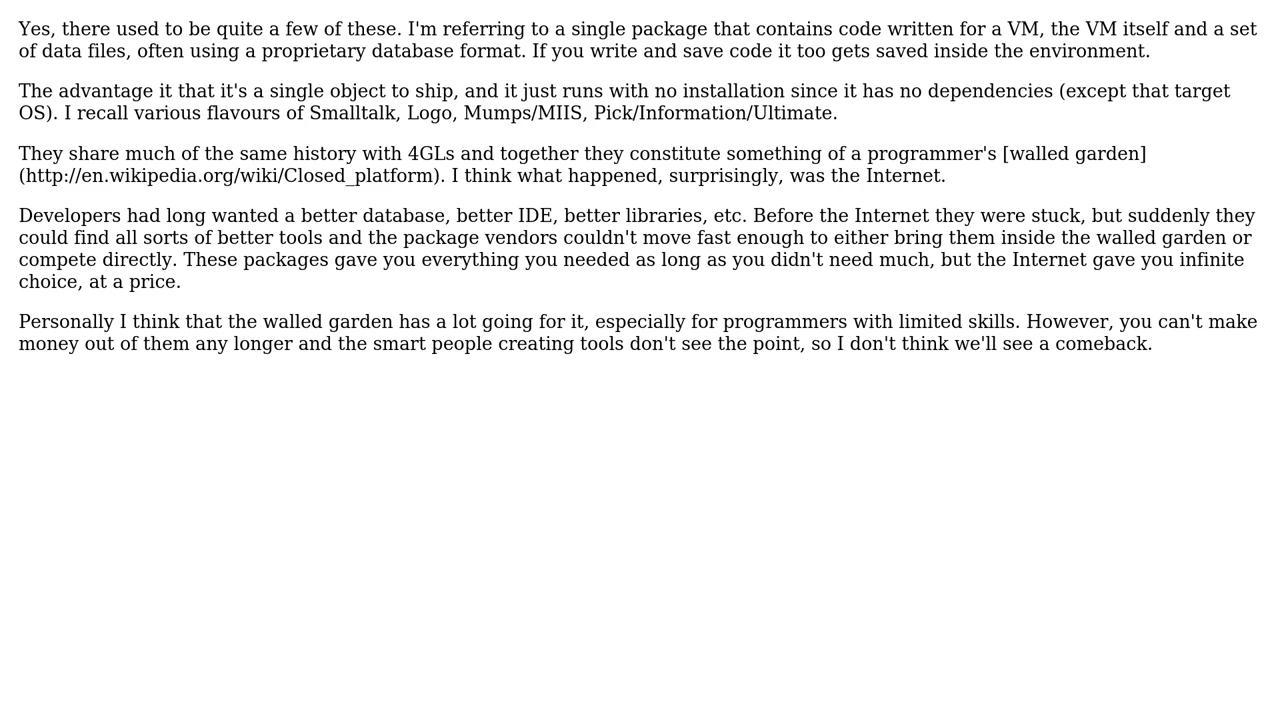 Yes, there used to be quite a few of these. I'm referring to a single package that contains code written for a VM, the VM itself and a set
of data files, often using a proprietary database format. If you write and save code it too gets saved inside the environment.
The advantage it that it's a single object to ship, and it just runs with no installation since it has no dependencies (except that target
OS). I recall various flavours of Smalltalk, Logo, Mumps/MIIS, Pick/Information/Ultimate.
They share much of the same history with 4GLs and together they constitute something of a programmer's [walled garden]
(http://en.wikipedia.org/wiki/Closed_platform). I think what happened, surprisingly, was the Internet.
Developers had long wanted a better database, better IDE, better libraries, etc. Before the Internet they were stuck, but suddenly they
could find all sorts of better tools and the package vendors couldn't move fast enough to either bring them inside the walled garden or
compete directly. These packages gave you everything you needed as long as you didn't need much, but the Internet gave you infinite
choice, at a price.
Personally I think that the walled garden has a lot going for it, especially for programmers with limited skills. However, you can't make
money out of them any longer and the smart people creating tools don't see the point, so I don't think we'll see a comeback.